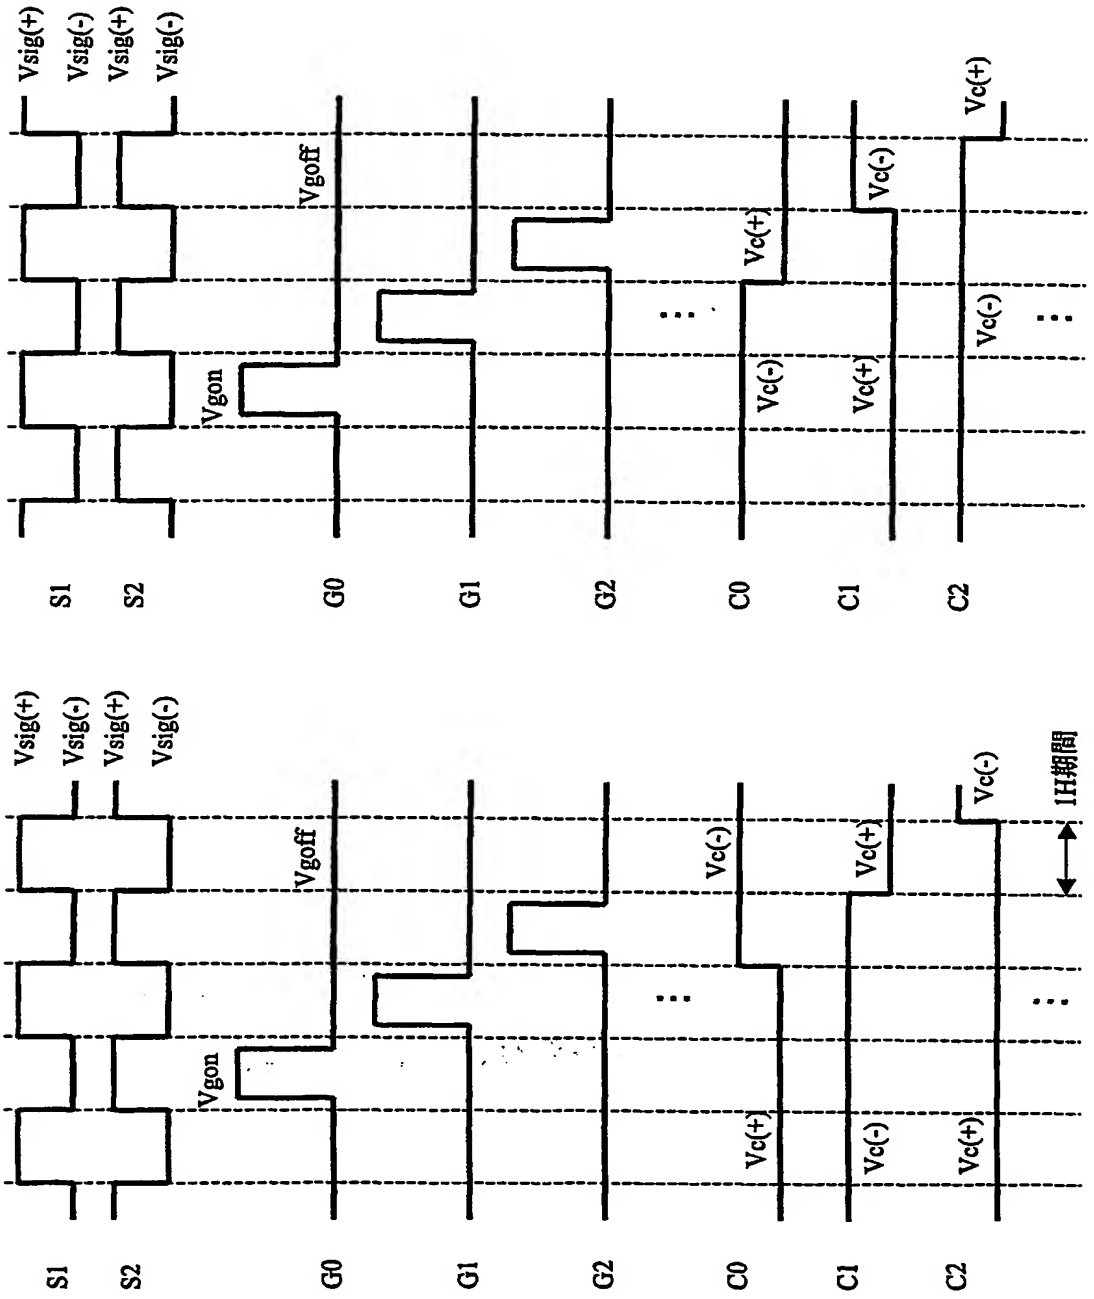 Vsig(+)
Vsig(-)
Vsig(+)
Vsig(-)
S1
S2
Vgon
Vgoff
G0
G1
G2
...
Vc(-)
Vc(+)
C0
Vc(+)
Vc(-)
C1
Vc(-)
Vc(+)
C2
...
Vsig(+)
Vsig(-)
Vsig(+)
Vsig(-)
S1
S2
Vgon
Vgoff
G0
G1
G2
...
Vc(+)
Vc(-)
C0
Vc(-)
Vc(+)
C1
Vc(+)
Vc(-)
C2
...
1H期間